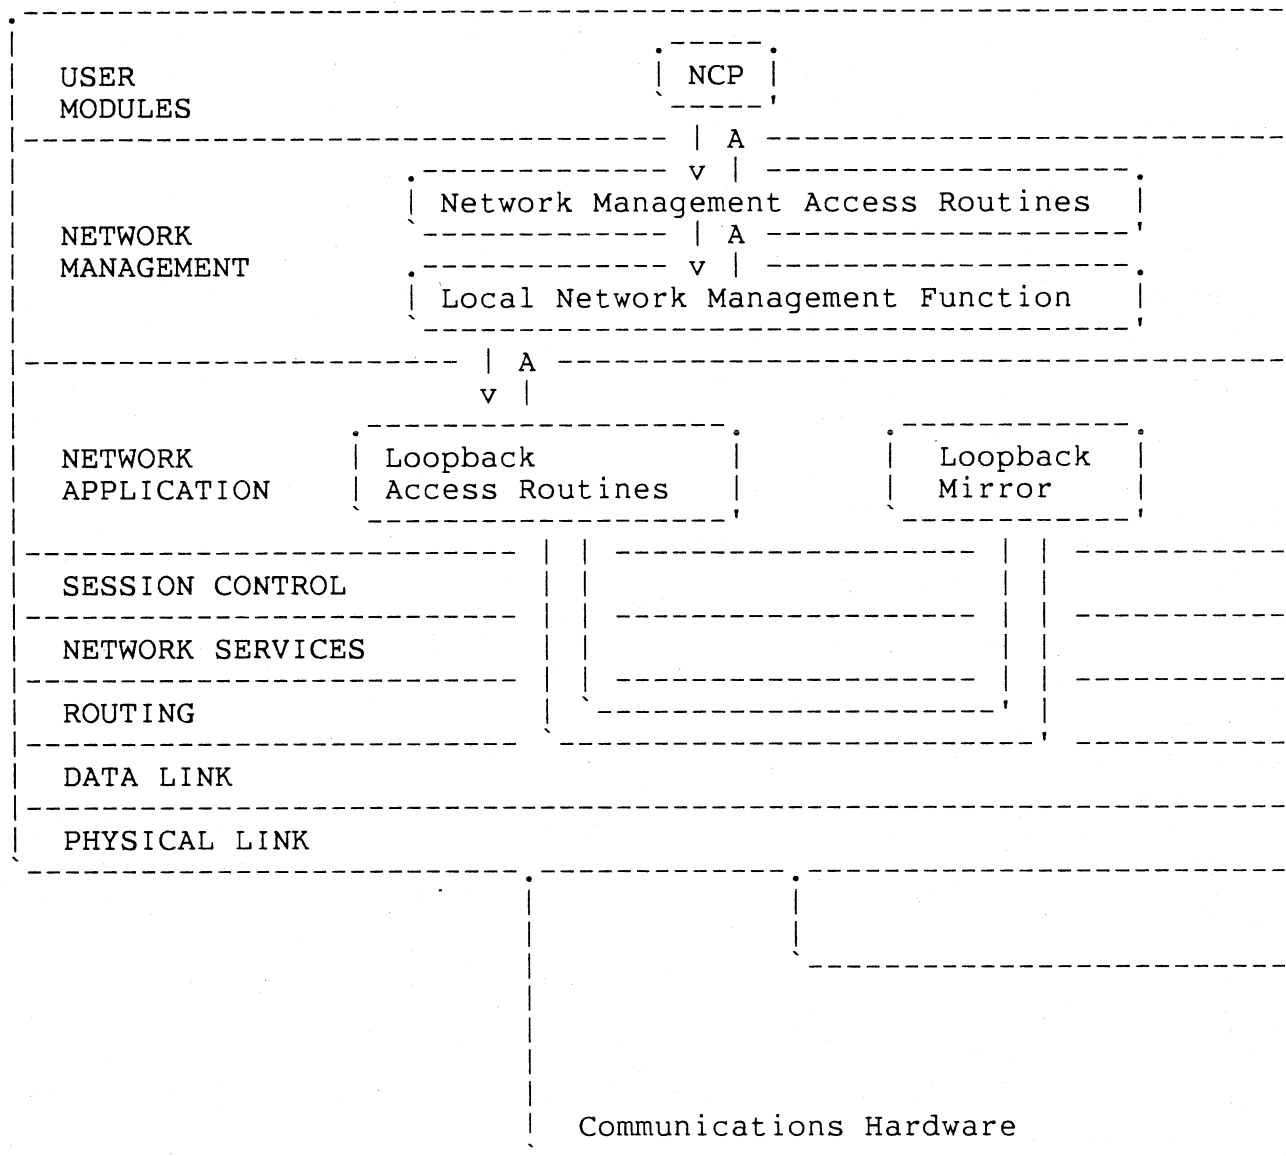 USER
MODULES
NCP
A
Network Management Access Routines
A
NETWORK
MANAGEMENT
v
Local Network Management Function
A
v
NETWORK
APPLICATION
Loopback
Access Routines
Loopback
Mirror
SESSION CONTROL
NETWORK SERVICES
ROUTING
DATA LINK
PHYSICAL LINK
Communications Hardware